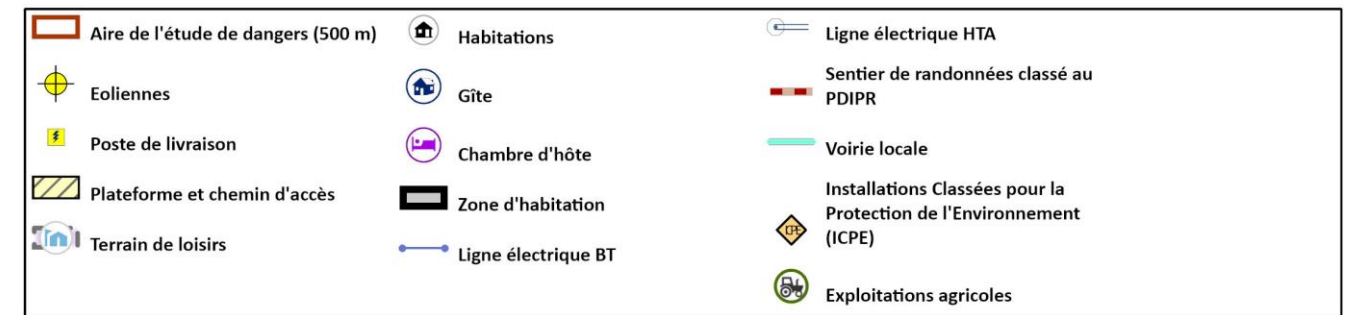 Aire de l'étude de dangers (500 m)
Eoliennes
Poste de livraison
Plateforme et chemin d'accès
Terrain de loisirs
Habitations
Gîte
Chambre d'hôte
Zone d'habitation
Ligne électrique BT
Ligne électrique HTA
Sentier de randonnées classé au
PDIPR
Voirie locale
Installations Classées pour la
Protection de l'Environnement
(ICPE)
ICPE
Exploitations agricoles